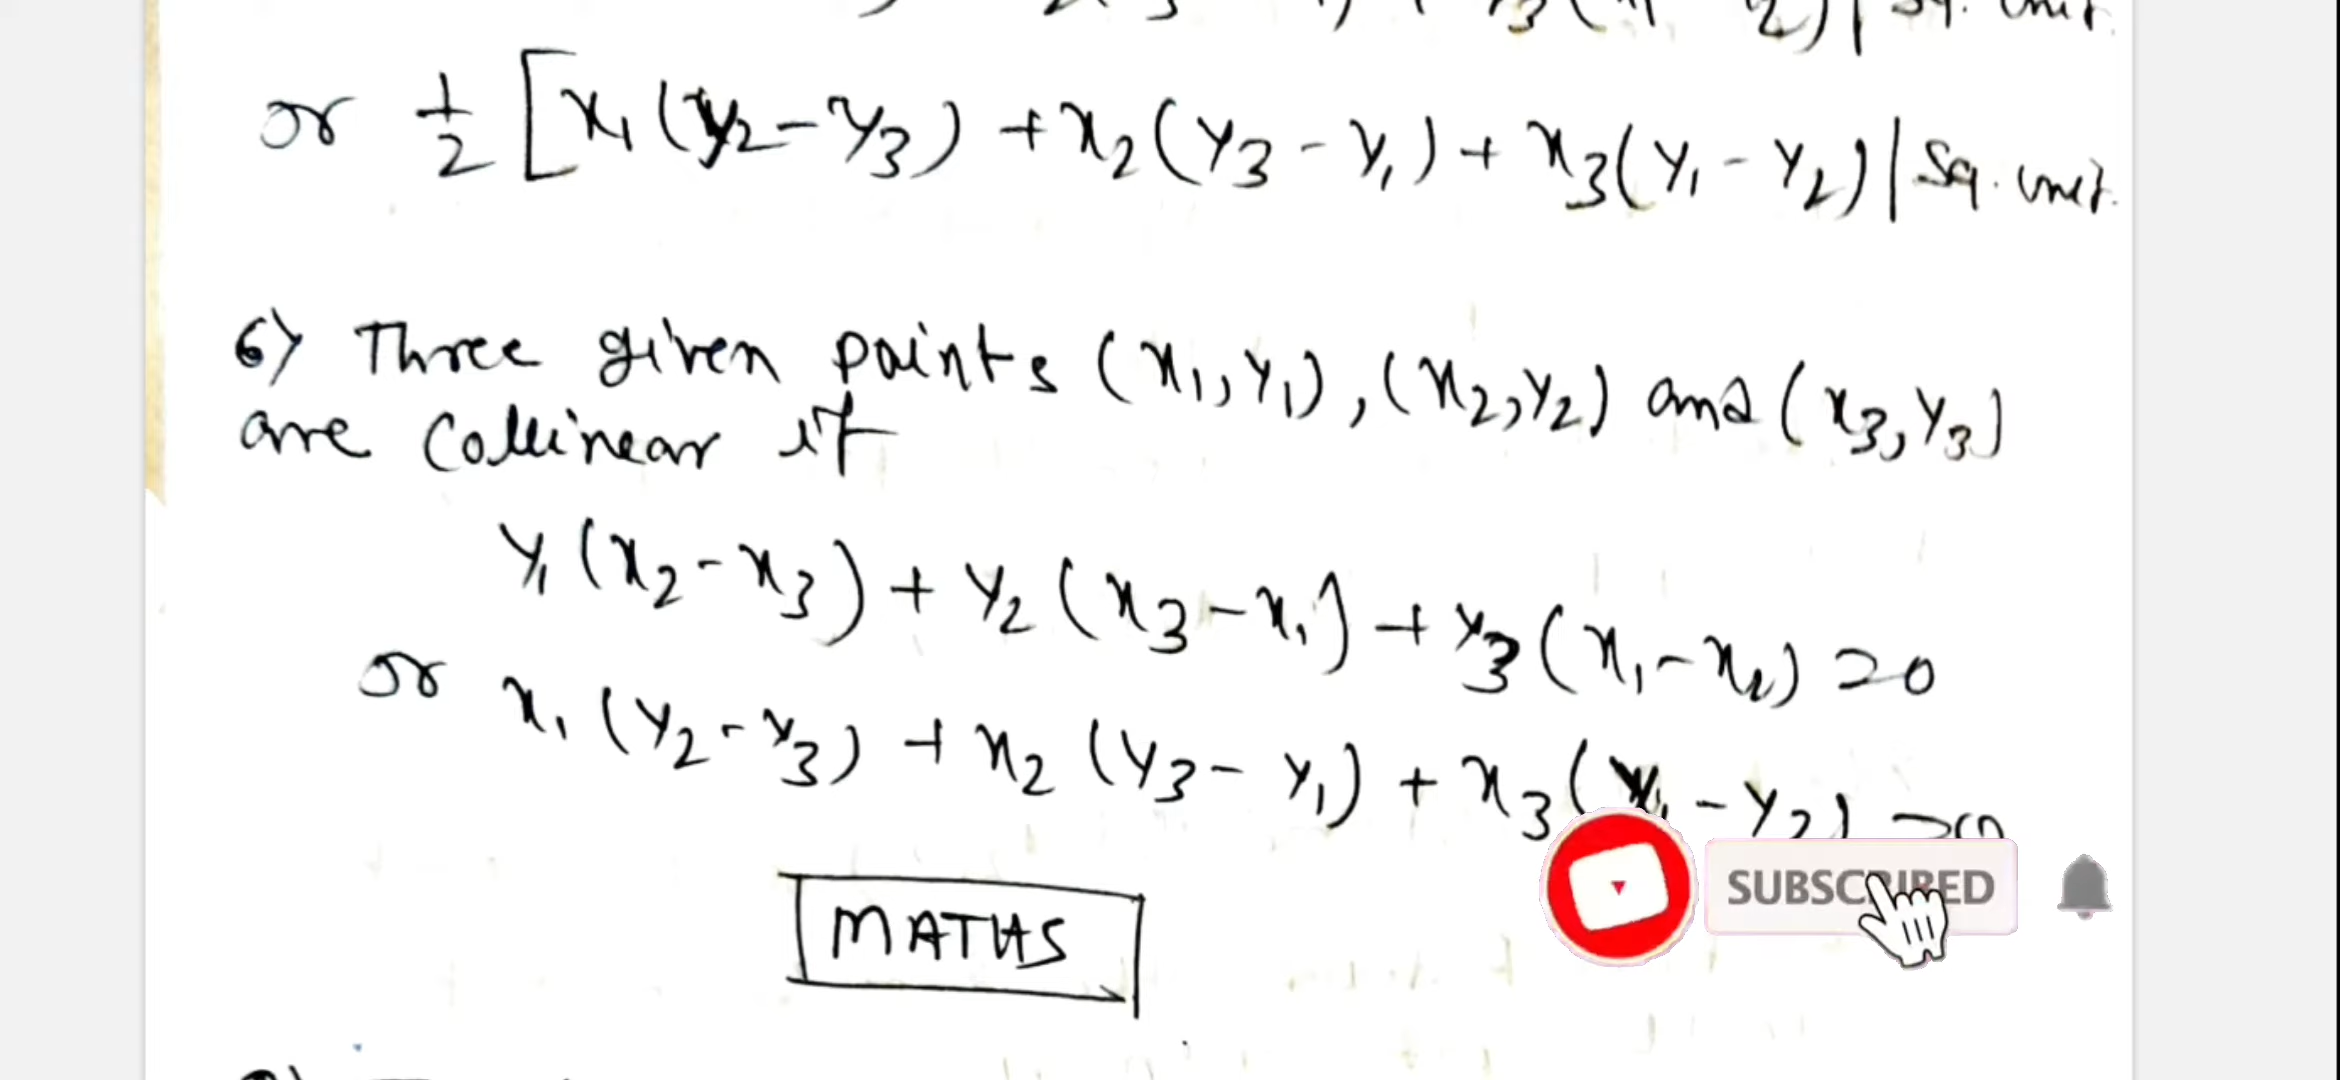 or 1/2 [x₁(y₂-y₃) + x₂(y₃-y₁) + x₃(y₁-y₂)| Sq. unit.
6) Three given points (x₁,y₁), (x₂,y₂) and (x₃,y₃)
are Collinear if
y₁(x₂-x₃) + y₂(x₃-x₁) + y₃(x₁-x₂) =0
or x₁(y₂-y₃) + x₂(y₃-y₁) + x₃(y₁-y₂) =0
MATHS
SUBSCRIBED